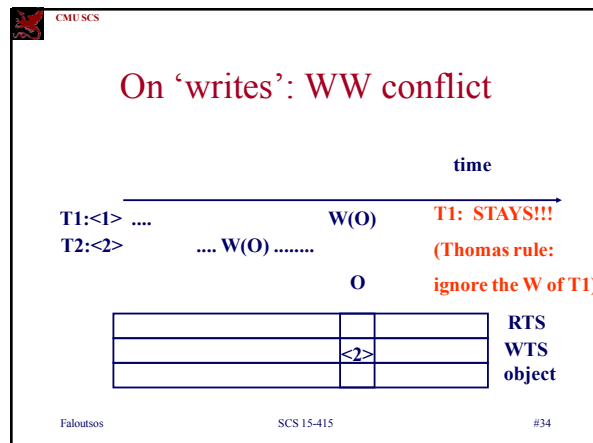 CMU SCS
On ‘writes’: WW conflict
time
T1:<1> .... W(O) T1: STAYS!!!
T2:<2> .... W(O) ........ (Thomas rule:
O ignore the W of T1)
RTS
<2> WTS
object
Faloutsos SCS 15-415 #34